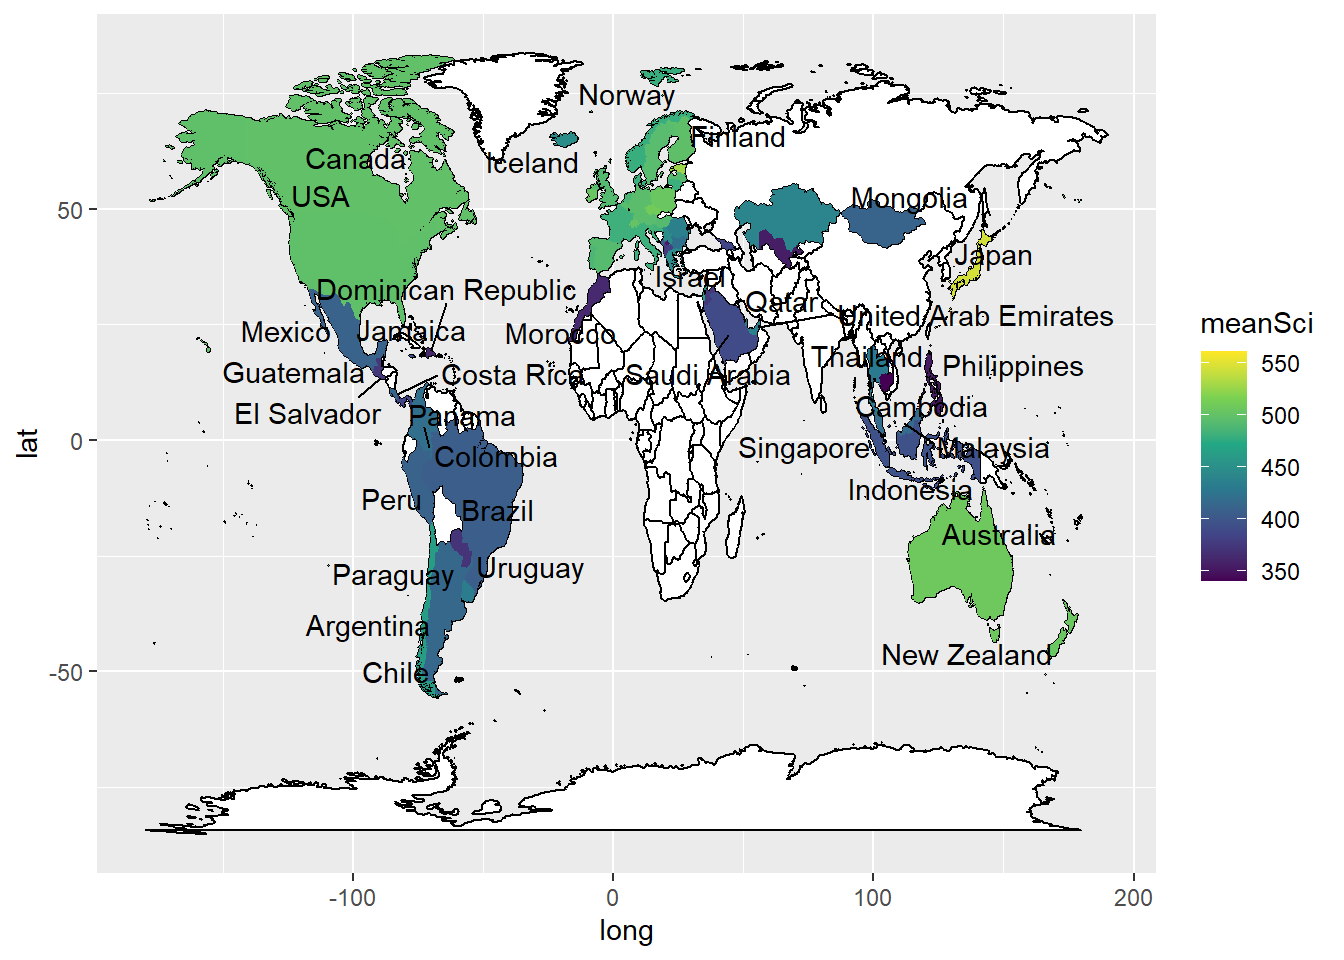 Norway
Finland
Canada
Iceland
USA
Mongolia
Japan
Israel
Dominican Republic
Qatar
United Arab Emirates
Mexico
Jamaica
Morocco
Thailand
Philippines
Guatemala
Costa Rica
Saudi Arabia
El Salvador
Panama
Cambodia
Colombia
Singapore
Malaysia
Peru
Brazil
Indonesia
Australia
Paraguay
Uruguay
Argentina
New Zealand
Chile
50
0
-50
lat
-100
0
100
200
long
meanSci
550
500
450
400
350